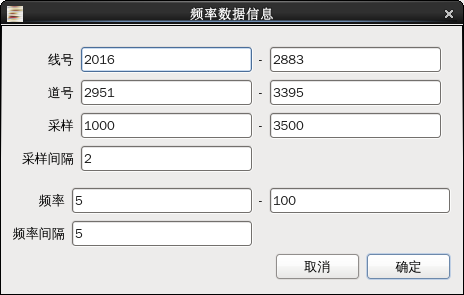 频率数据信息
线号 2016 - 2883
道号 2951 - 3395
采样 1000 - 3500
采样间隔 2
频率 5 - 100
频率间隔 5
取消 确定